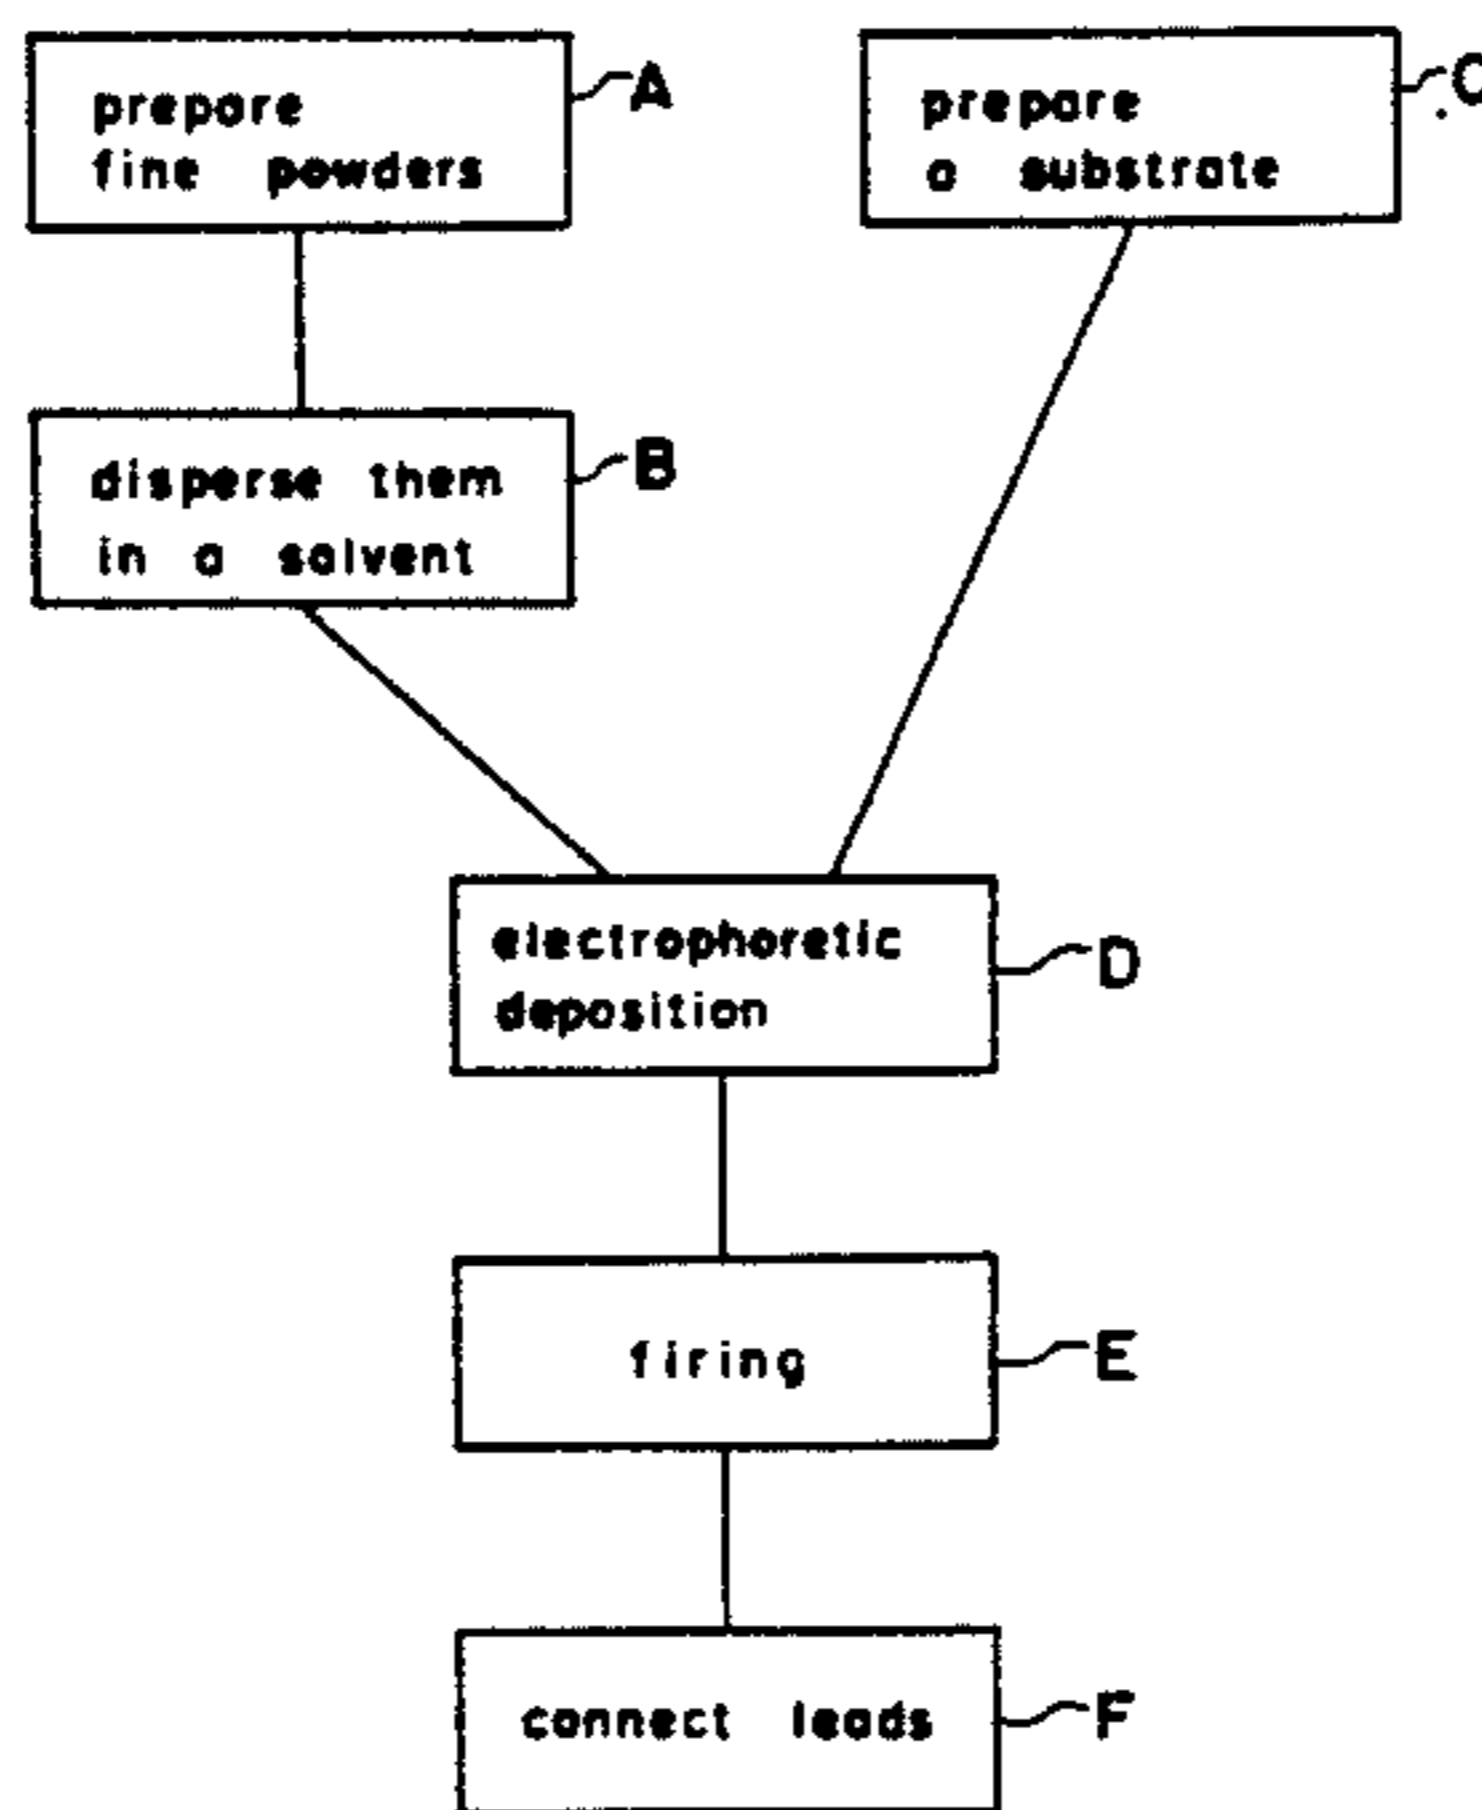 prepare
fine powders
A
prepare
a substrate
C
disperse them
in a solvent
B
electrophoretic
deposition
D
firing
E
connect leads
F